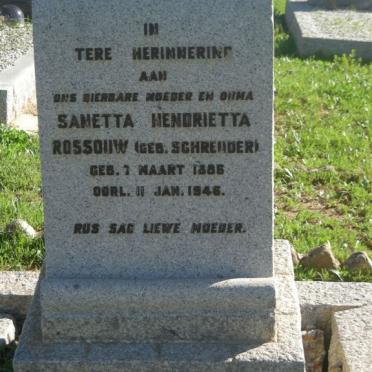 IN
TERE HERINNERING
AAN
ONS DIERBARE MOEDER EN OUMA
SANETTA HENDRIETTA
ROSSOUW (GEB. SCHREUDER)
GEB. 7 MAART 1886
OORL. 11 JAN. 1946.
RUS SAG LIEWE MOEDER.